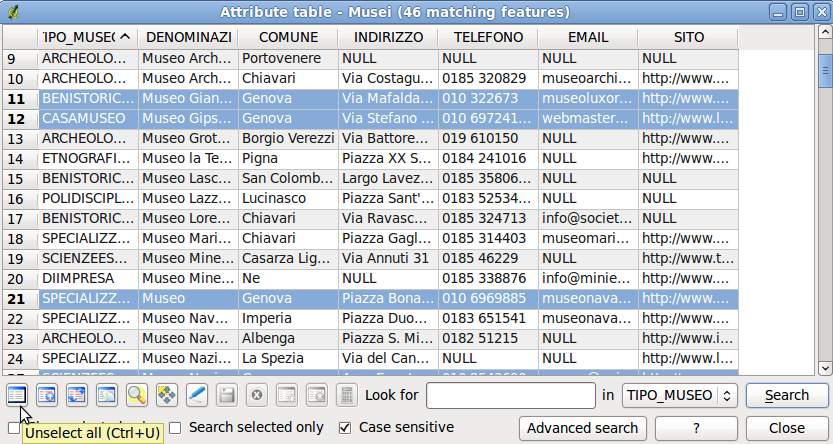 Attribute table - Musei (46 matching features)
IPO_MUSEO DENOMINAZI COMUNE INDIRIZZO TELEFONO EMAIL SITO
9 ARCHEOLO... Museo Arch... Portovenere NULL NULL NULL NULL
10 ARCHEOLO... Museo Arch... Chiavari Via Costagu... 0185 320829 museoarchi... http://www....
11 BENISTORIC... Museo Gian... Genova Via Mafalda... 010 322673 museoluxor... http://www....
12 CASAMUSEO Museo Gips... Genova Via Stefano ... 010 697241... webmaster... http://www.l...
13 ARCHEOLO... Museo Grot... Borgio Verezzi Via Battore... 019 610150 NULL http://www....
14 ETNOGRAFI... Museo la Te... Pigna Piazza XX S... 0184 241016 NULL http://www....
15 BENISTORIC... Museo Lasc... San Colomb... Largo Lavez... 0185 35806... NULL NULL
16 POLIDISCIPL... Museo Lazz... Lucinasco Piazza Sant'... 0183 52534... NULL NULL
17 BENISTORIC... Museo Lore... Chiavari Via Ravasc... 0185 324713 info@societ... NULL
18 SPECIALIZZ... Museo Mari... Chiavari Piazza Gagl... 0185 314403 museomari... http://www....
19 SCIENZEES... Museo Mine... Casarza Lig... Via Annuti 31 0185 46229 NULL http://www.t...
20 DIIMPRESA Museo Mine... Ne NULL 0185 338876 info@minie... http://www....
21 SPECIALIZZ... Museo Genova Piazza Bona... 010 6969885 museonava... http://www....
22 SPECIALIZZ... Museo Nav... Imperia Piazza Duo... 0183 651541 museonava... http://www....
23 ARCHEOLO... Museo Nav... Albenga Piazza S. Mi... 0182 51215 NULL http://www.i...
24 SPECIALIZZ... Museo Nazi... La Spezia Via del Can... NULL NULL http://www.l...
Look for in TIPO_MUSEO Search
Search selected only Case sensitive Advanced search ? Close
Unselect all (Ctrl+U)